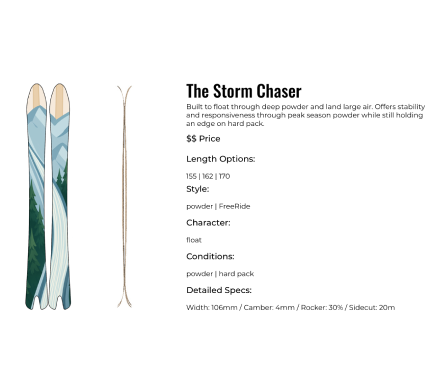 The Storm Chaser
Built to float through deep powder and land large air. Offers stability
and responsiveness through peak season powder while still holding
an edge on hard pack.
$$ Price
Length Options:
155 | 162 | 170
Style:
powder | FreeRide
Character:
float
Conditions:
powder | hard pack
Detailed Specs:
Width: 106mm / Camber: 4mm / Rocker: 30% / Sidecut: 20m